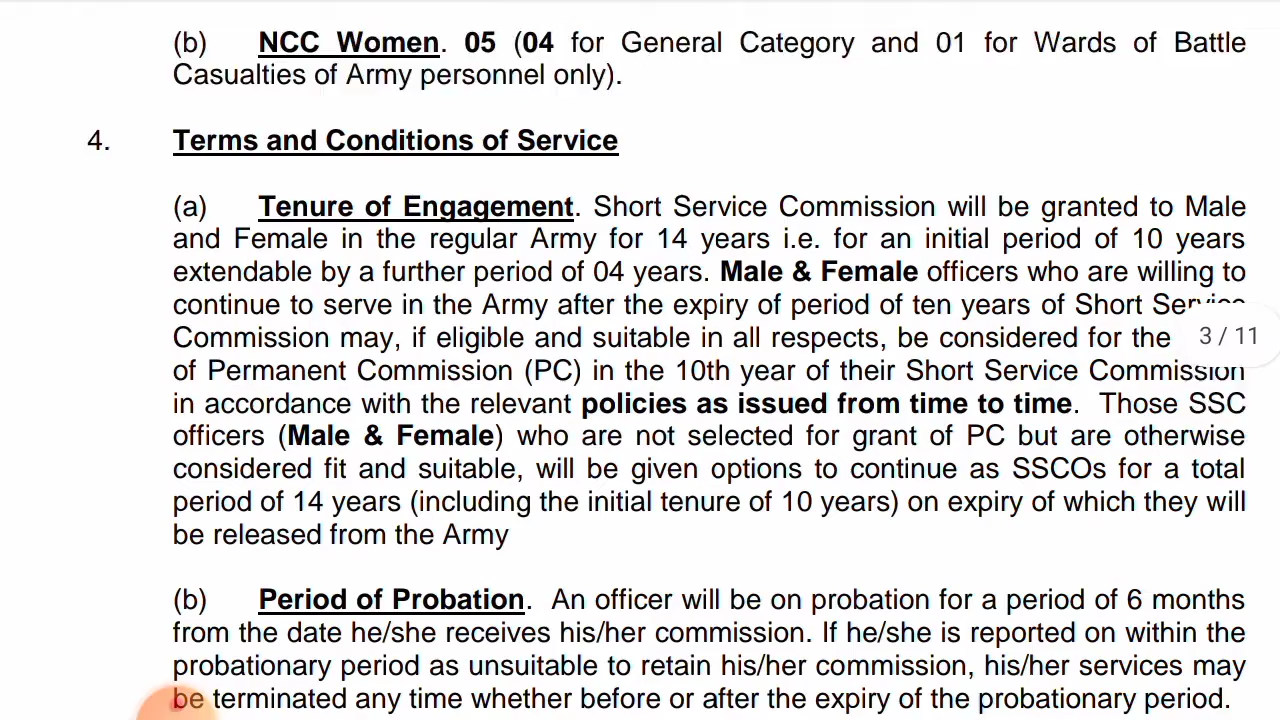 (b) NCC Women. 05 (04 for General Category and 01 for Wards of Battle
Casualties of Army personnel only).
4. Terms and Conditions of Service
(a) Tenure of Engagement. Short Service Commission will be granted to Male
and Female in the regular Army for 14 years i.e. for an initial period of 10 years
extendable by a further period of 04 years. Male & Female officers who are willing to
continue to serve in the Army after the expiry of period of ten years of Short Service
Commission may, if eligible and suitable in all respects, be considered for the
3 / 11
of Permanent Commission (PC) in the 10th year of their Short Service Commission
in accordance with the relevant policies as issued from time to time. Those SSC
officers (Male & Female) who are not selected for grant of PC but are otherwise
considered fit and suitable, will be given options to continue as SSCOs for a total
period of 14 years (including the initial tenure of 10 years) on expiry of which they will
be released from the Army
(b) Period of Probation. An officer will be on probation for a period of 6 months
from the date he/she receives his/her commission. If he/she is reported on within the
probationary period as unsuitable to retain his/her commission, his/her services may
be terminated any time whether before or after the expiry of the probationary period.